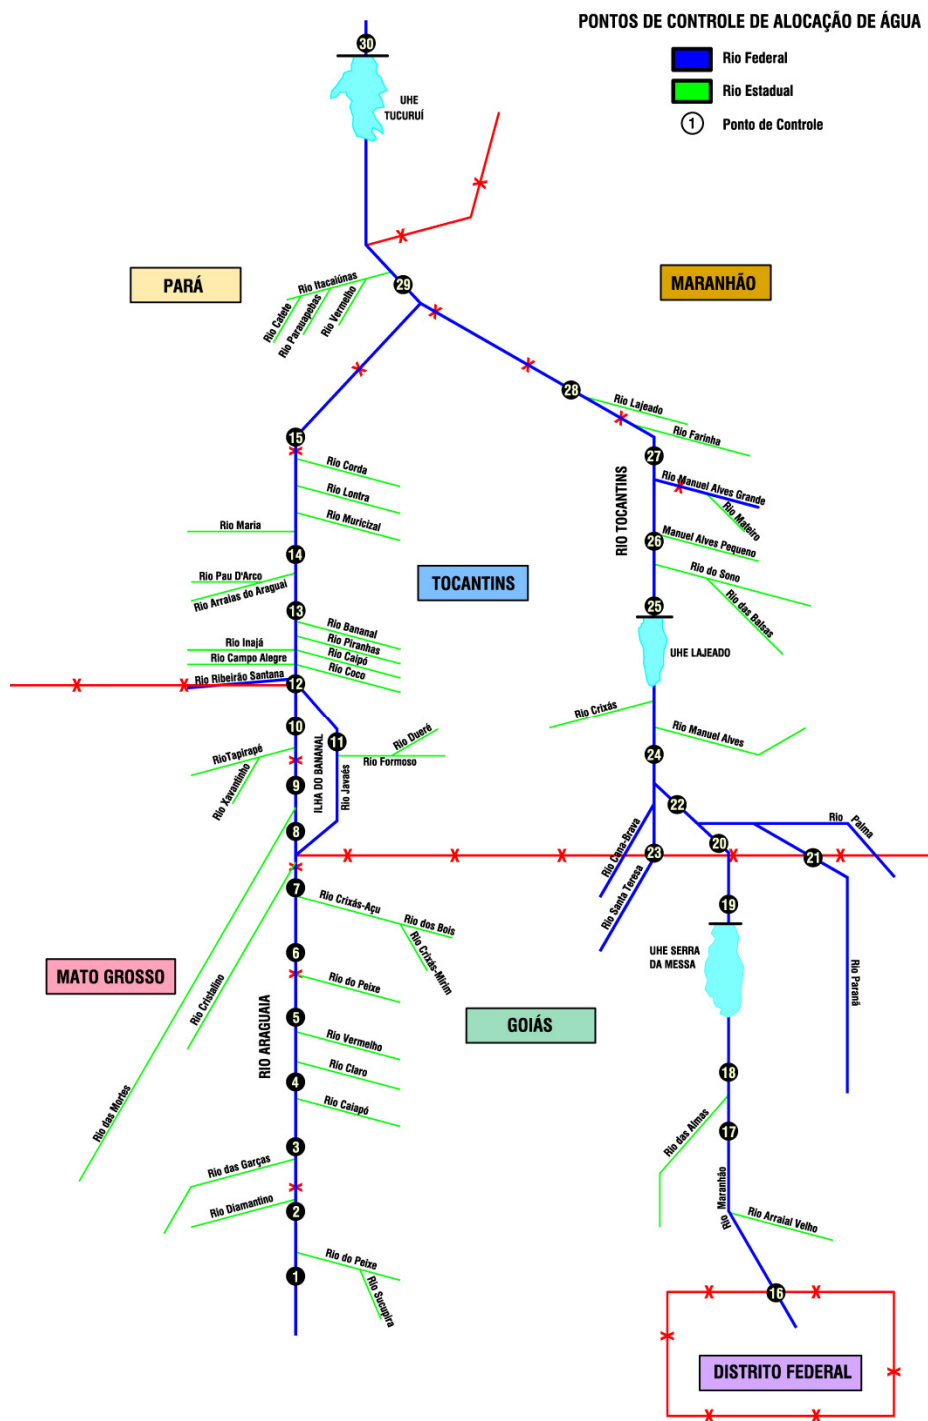 PONTOS DE CONTROLE DE ALOCAÇÃO DE ÁGUA
Rio Federal
Rio Estadual
1 Ponto de Controle
30
UHE
TUCURUÍ
PARÁ
MARANHÃO
Rio Itacaiúnas
29
Rio Cafete
Rio Parauapebas
Rio Vermelho
28
Rio Lajeado
Rio Farinha
15
27
Rio Corda
Rio Manuel Alves Grande
Rio Lontra
Rio Mateiro
Rio Muricizal
RIO TOCANTINS
Rio Maria
26
Manuel Alves Pequeno
14
Rio do Sono
Rio Pau D'Arco
TOCANTINS
Rio Arraias do Araguai
Rio das Balsas
13
25
Rio Bananal
Rio Piranhas
Rio Inajá
Rio Caipó
UHE LAJEADO
Rio Campo Alegre
Rio Coco
Rio Ribeirão Santana
12
Rio Crixás
10
11
Rio Dueré
Rio Manuel Alves
RioTapirapé
Rio Formoso
24
Rio Xavantinho
ILHA DO BANANAL
Rio Javaés
9
22
Rio Palma
8
Rio Cana-Brava
20
23
21
7
Rio Santa Teresa
19
Rio Crixás-Açu
Rio dos Bois
Rio Crixás-Mirim
6
UHE SERRA
DA MESSA
MATO GROSSO
Rio do Peixe
Rio Cristalino
Rio Paranã
5
GOIÁS
RIO ARAGUAIA
Rio Vermelho
Rio Claro
18
4
Rio Caiapó
Rio das Mortes
Rio das Almas
17
3
Rio das Garças
Rio Maranhão
Rio Diamantino
2
Rio Arraial Velho
Rio do Peixe
1
Rio Sucupira
16
DISTRITO FEDERAL